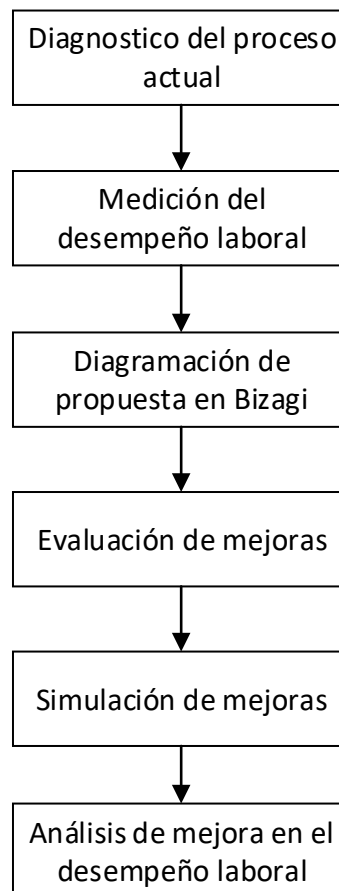 Diagnostico del proceso
actual
Medición del
desempeño laboral
Diagramación de
propuesta en Bizagi
Evaluación de mejoras
Simulación de mejoras
Análisis de mejora en el
desempeño laboral